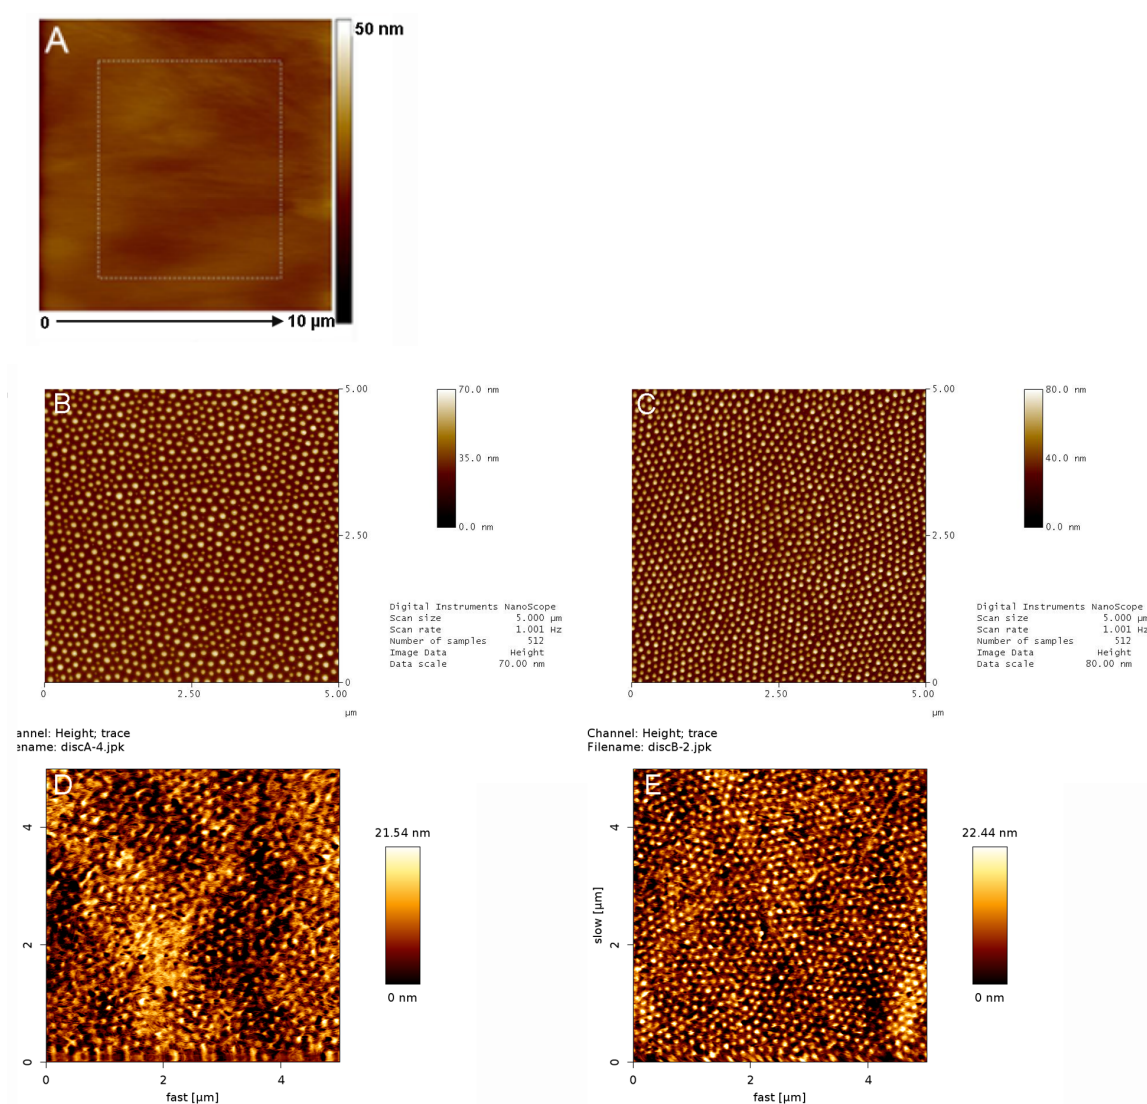 A
50 nm
0
10 µm
B
5.00
70.0 nm
35.0 nm
0.0 nm
2.50
Digital Instruments NanoScope
Scan size 5.000 µm
Scan rate 1.001 Hz
Number of samples 512
Image Data Height
Data scale 70.00 nm
0
0 2.50 5.00
µm
C
5.00
80.0 nm
40.0 nm
0.0 nm
2.50
Digital Instruments NanoScope
Scan size 5.000 µm
Scan rate 1.001 Hz
Number of samples 512
Image Data Height
Data scale 80.00 nm
0
0 2.50 5.00
µm
annel: Height; trace
ename: discA-4.jpk
D
4
2
0
21.54 nm
0 nm
0 2 4
fast [µm]
Channel: Height; trace
Filename: discB-2.jpk
E
4
2
0
slow [µm]
22.44 nm
0 nm
0 2 4
fast [µm]